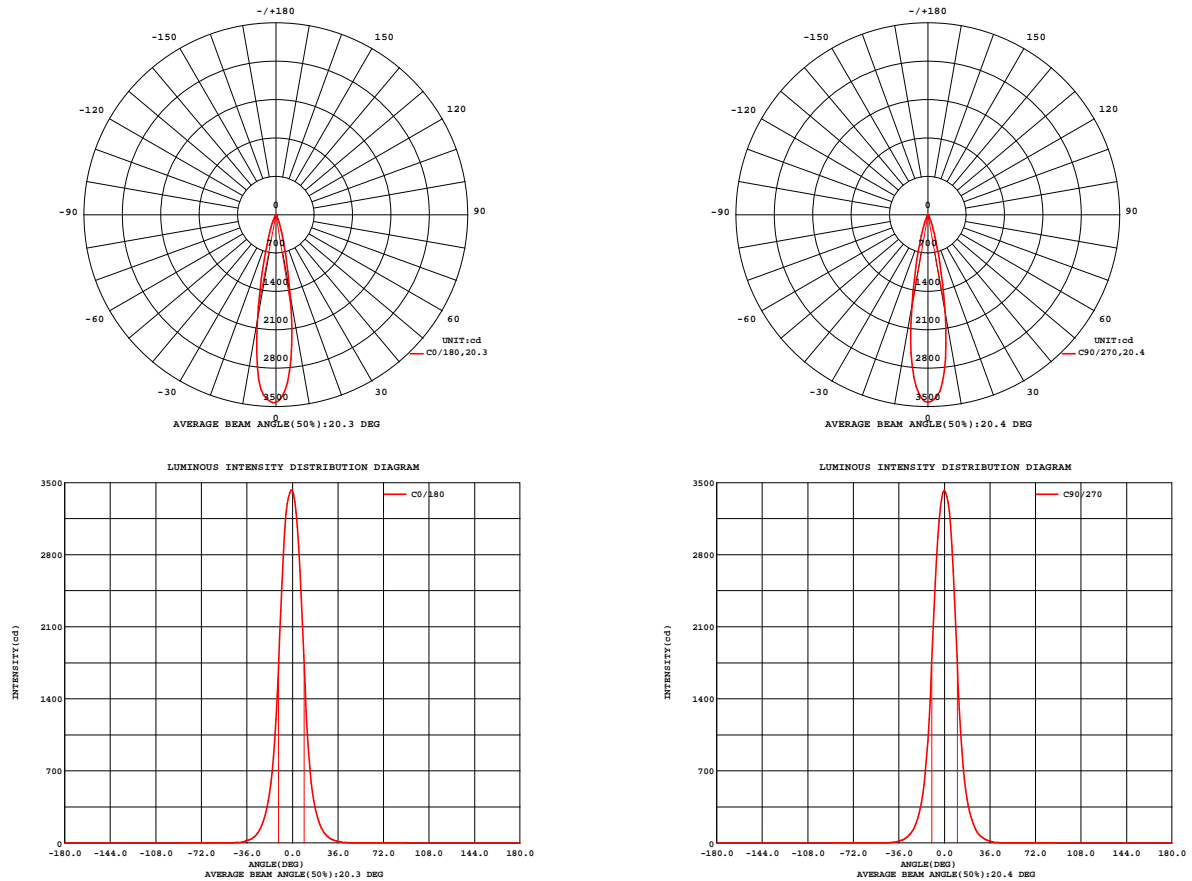 -/+180
-150
150
-120
120
-90
90
0
700
1400
2100
2800
3500
-60
60
-30
30
0
UNIT:cd
C0/180,20.3
AVERAGE BEAM ANGLE(50%):20.3 DEG
-/+180
-150
150
-120
120
-90
90
0
700
1400
2100
2800
3500
-60
60
-30
30
0
UNIT:cd
C90/270,20.4
AVERAGE BEAM ANGLE(50%):20.4 DEG
LUMINOUS INTENSITY DISTRIBUTION DIAGRAM
C0/180
3500
2800
2100
1400
700
0
INTENSITY(cd)
-180.0 -144.0 -108.0 -72.0 -36.0 0.0 36.0 72.0 108.0 144.0 180.0
ANGLE(DEG)
AVERAGE BEAM ANGLE(50%):20.3 DEG
LUMINOUS INTENSITY DISTRIBUTION DIAGRAM
C90/270
3500
2800
2100
1400
700
0
INTENSITY(cd)
-180.0 -144.0 -108.0 -72.0 -36.0 0.0 36.0 72.0 108.0 144.0 180.0
ANGLE(DEG)
AVERAGE BEAM ANGLE(50%):20.4 DEG